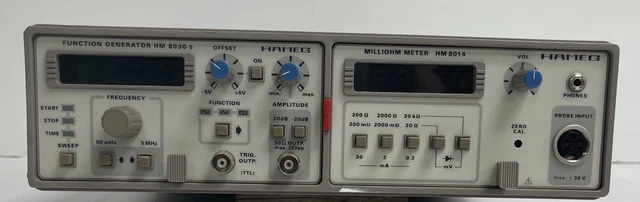 FUNCTION GENERATOR HM 8030-5
OFFSET
HAMEG
-5V +5V
ON
min. max.
START
STOP
TIME
SWEEP
FREQUENCY
50 mHz 5 MHz
FUNCTION
AMPLITUDE
-20dB -20dB
TRIG.
OUTP.
(TTL)
50Ω OUTP.
max. 20Vpp
MILLIOHM METER HM 8014
VOL.
HAMEG
PHONES
200 Ω 2000 Ω 20 kΩ
200 mΩ 2000 mΩ 20 Ω
20 2 0.2
mA
mV
ZERO
CAL.
PROBE INPUT
max. ± 30 V